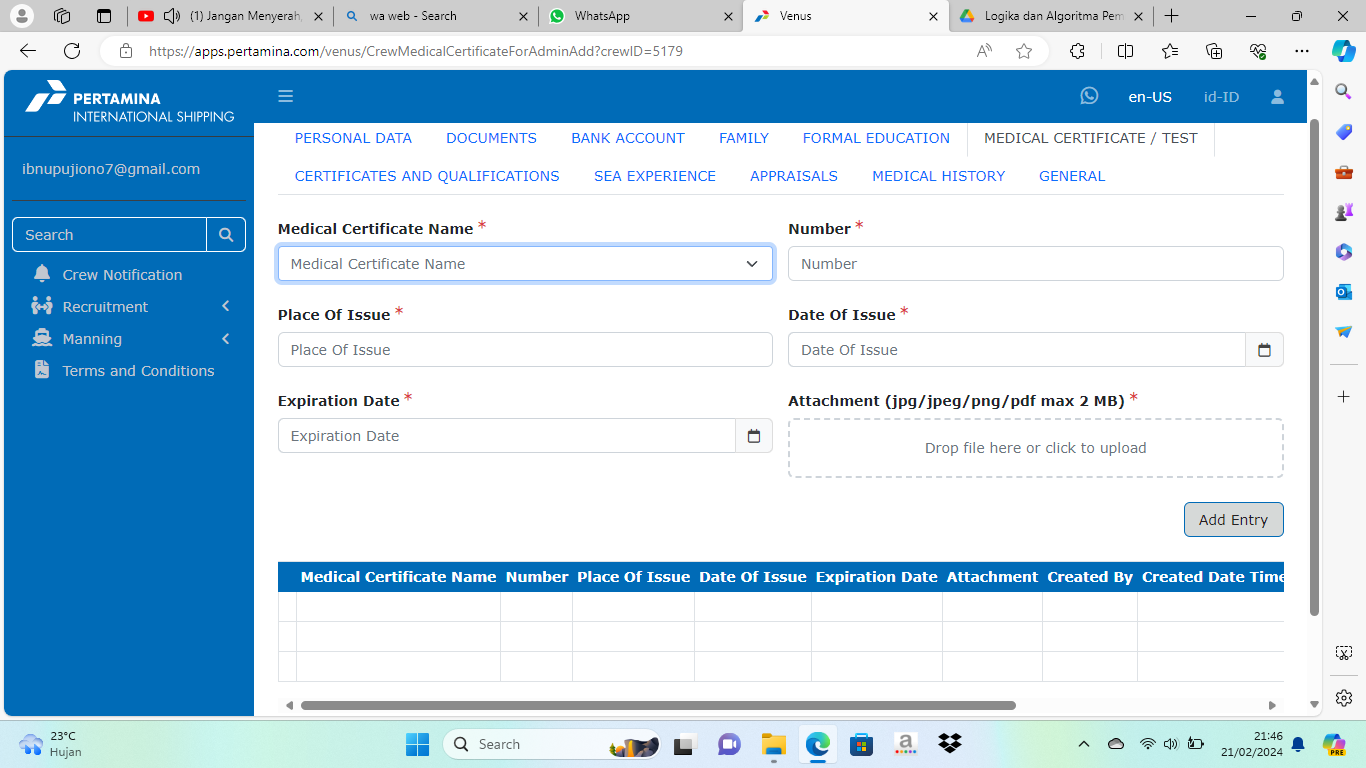 (1) Jangan Menyerah,
wa web - Search
WhatsApp
Venus
Logika dan Algoritma Pem
https://apps.pertamina.com/venus/CrewMedicalCertificateForAdminAdd?crewID=5179
PERTAMINA
INTERNATIONAL SHIPPING
en-US
id-ID
ibnupujiono7@gmail.com
Search
Crew Notification
Recruitment
Manning
Terms and Conditions
PERSONAL DATA
DOCUMENTS
BANK ACCOUNT
FAMILY
FORMAL EDUCATION
MEDICAL CERTIFICATE / TEST
CERTIFICATES AND QUALIFICATIONS
SEA EXPERIENCE
APPRAISALS
MEDICAL HISTORY
GENERAL
Medical Certificate Name *
Medical Certificate Name
Number *
Number
Place Of Issue *
Place Of Issue
Date Of Issue *
Date Of Issue
Expiration Date *
Expiration Date
Attachment (jpg/jpeg/png/pdf max 2 MB) *
Drop file here or click to upload
Add Entry
Medical Certificate Name Number Place Of Issue Date Of Issue Expiration Date Attachment Created By Created Date Time
23°C
Hujan
Search
21:46
21/02/2024
PRE